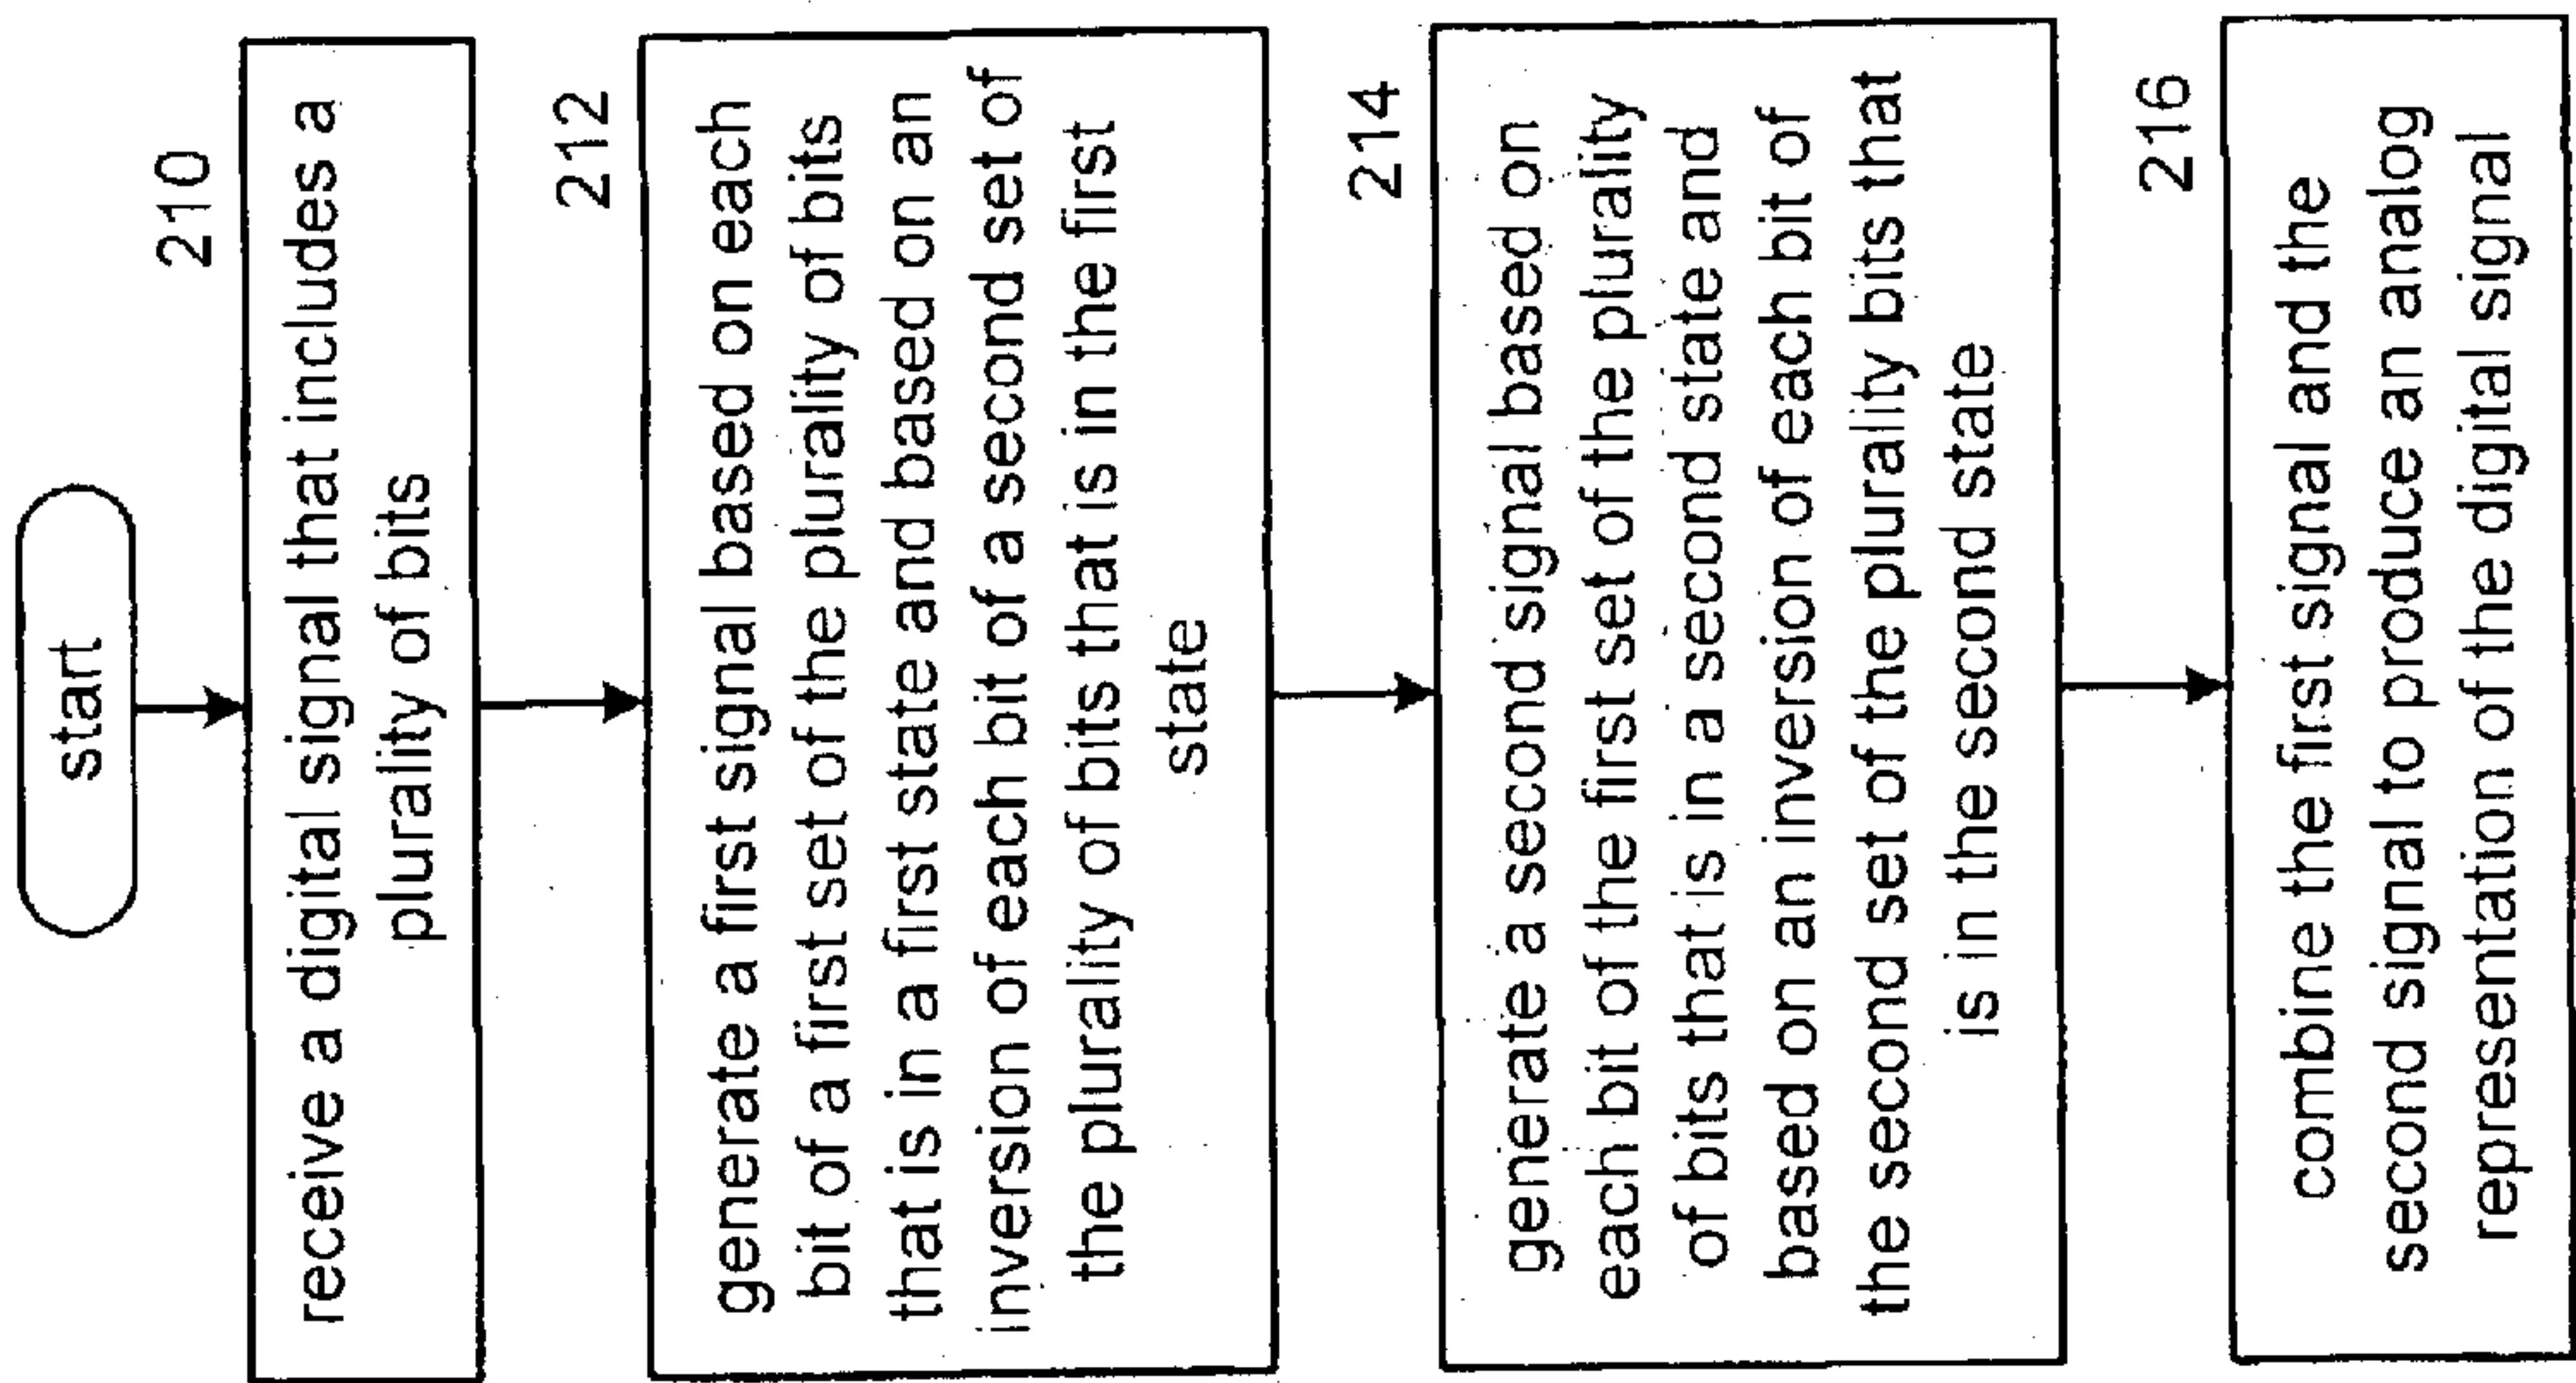 start
210
receive a digital signal that includes a
plurality of bits
212
generate a first signal based on each
bit of a first set of the plurality of bits
that is in a first state and based on an
inversion of each bit of a second set of
the plurality of bits that is in the first
state
214
generate a second signal based on
each bit of the first set of the plurality
of bits that is in a second state and
based on an inversion of each bit of
the second set of the plurality bits that
is in the second state
216
combine the first signal and the
second signal to produce an analog
representation of the digital signal